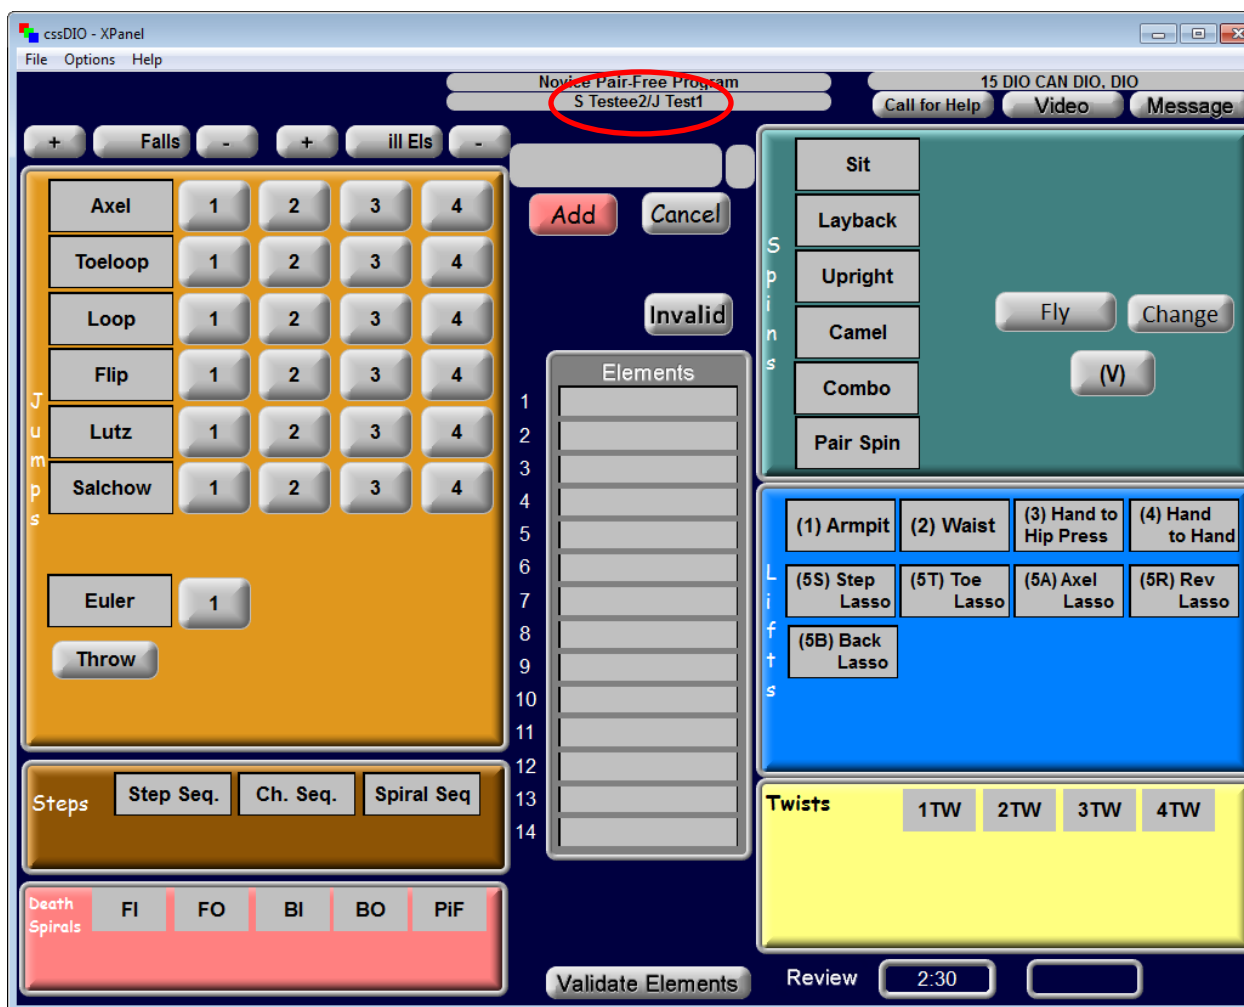 cssDIO - XPanel
File Options Help
Novice Pair-Free Program
15 DIO CAN DIO, DIO
S Testee2/J Test1
Call for Help Video Message
+ Falls - + ill Els -
Jumps
Axel 1 2 3 4
Toeloop 1 2 3 4
Loop 1 2 3 4
Flip 1 2 3 4
Lutz 1 2 3 4
Salchow 1 2 3 4
Euler 1
Throw
Steps
Step Seq. Ch. Seq. Spiral Seq
Death
Spirals
FI FO BI BO PiF
Add Cancel
Invalid
Elements
1
2
3
4
5
6
7
8
9
10
11
12
13
14
Validate Elements
Spins
Sit
Layback
Upright
Camel
Combo
Pair Spin
Fly Change
(V)
Lifts
(1) Armpit
(2) Waist
(3) Hand to
Hip Press
(4) Hand
to Hand
(5S) Step
Lasso
(5T) Toe
Lasso
(5A) Axel
Lasso
(5R) Rev
Lasso
(5B) Back
Lasso
Twists
1TW 2TW 3TW 4TW
Review 2:30